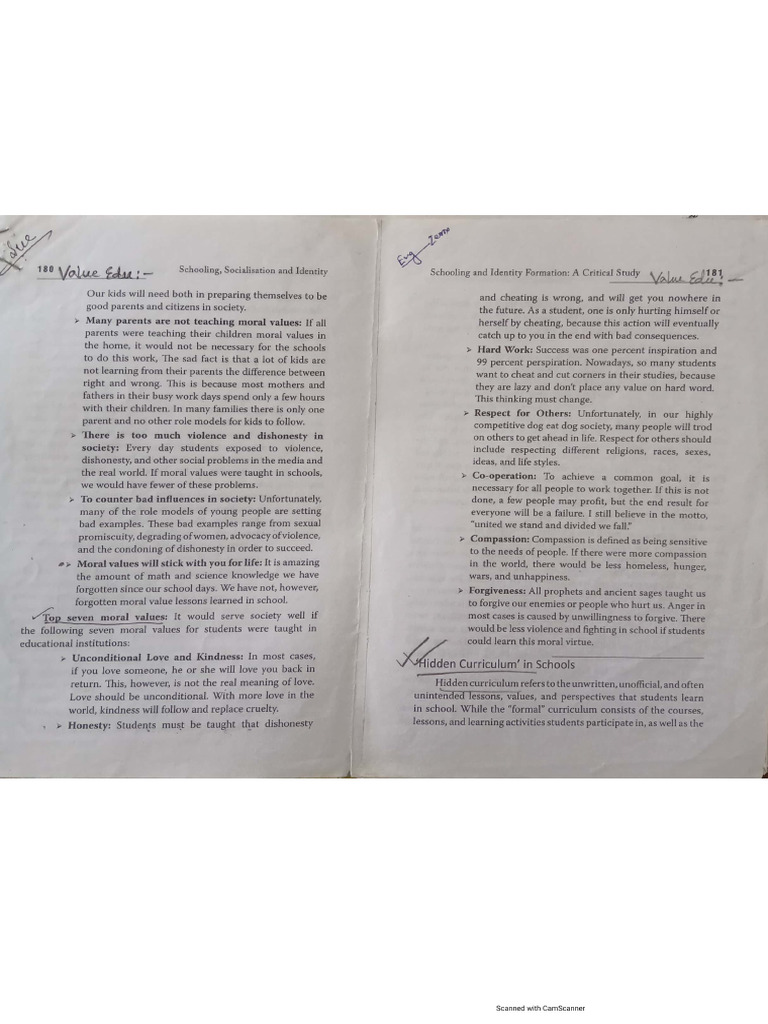 Value
180 Value Edu:- Schooling, Socialisation and Identity
Our kids will need both in preparing themselves to be
good parents and citizens in society.
➢ Many parents are not teaching moral values: If all
parents were teaching their children moral values in
the home, it would not be necessary for the schools
to do this work, The sad fact is that a lot of kids are
not learning from their parents the difference between
right and wrong. This is because most mothers and
fathers in their busy work days spend only a few hours
with their children. In many families there is only one
parent and no other role models for kids to follow.
➢ There is too much violence and dishonesty in
society: Every day students exposed to violence,
dishonesty, and other social problems in the media and
the real world. If moral values were taught in schools,
we would have fewer of these problems.
➢ To counter bad influences in society: Unfortunately,
many of the role models of young people are setting
bad examples. These bad examples range from sexual
promiscuity, degrading of women, advocacy of violence,
and the condoning of dishonesty in order to succeed.
➢ Moral values will stick with you for life: It is amazing
the amount of math and science knowledge we have
forgotten since our school days. We have not, however,
forgotten moral value lessons learned in school.
Top seven moral values: It would serve society well if
the following seven moral values for students were taught in
educational institutions:
➢ Unconditional Love and Kindness: In most cases,
if you love someone, he or she will love you back in
return. This, however, is not the real meaning of love.
Love should be unconditional. With more love in the
world, kindness will follow and replace cruelty.
➢ Honesty: Students must be taught that dishonesty
Schooling and Identity Formation: A Critical Study Value Edu:- 181
and cheating is wrong, and will get you nowhere in
the future. As a student, one is only hurting himself or
herself by cheating, because this action will eventually
catch up to you in the end with bad consequences.
➢ Hard Work: Success was one percent inspiration and
99 percent perspiration. Nowadays, so many students
want to cheat and cut corners in their studies, because
they are lazy and don't place any value on hard word.
This thinking must change.
➢ Respect for Others: Unfortunately, in our highly
competitive dog eat dog society, many people will trod
on others to get ahead in life. Respect for others should
include respecting different religions, races, sexes,
ideas, and life styles.
➢ Co-operation: To achieve a common goal, it is
necessary for all people to work together. If this is not
done, a few people may profit, but the end result for
everyone will be a failure. I still believe in the motto,
"united we stand and divided we fall."
➢ Compassion: Compassion is defined as being sensitive
to the needs of people. If there were more compassion
in the world, there would be less homeless, hunger,
wars, and unhappiness.
➢ Forgiveness: All prophets and ancient sages taught us
to forgive our enemies or people who hurt us. Anger in
most cases is caused by unwillingness to forgive. There
would be less violence and fighting in school if students
could learn this moral virtue.
'Hidden Curriculum' in Schools
Hidden curriculum refers to the unwritten, unofficial, and often
unintended lessons, values, and perspectives that students learn
in school. While the "formal" curriculum consists of the courses,
lessons, and learning activities students participate in, as well as the
Scanned with CamScanner